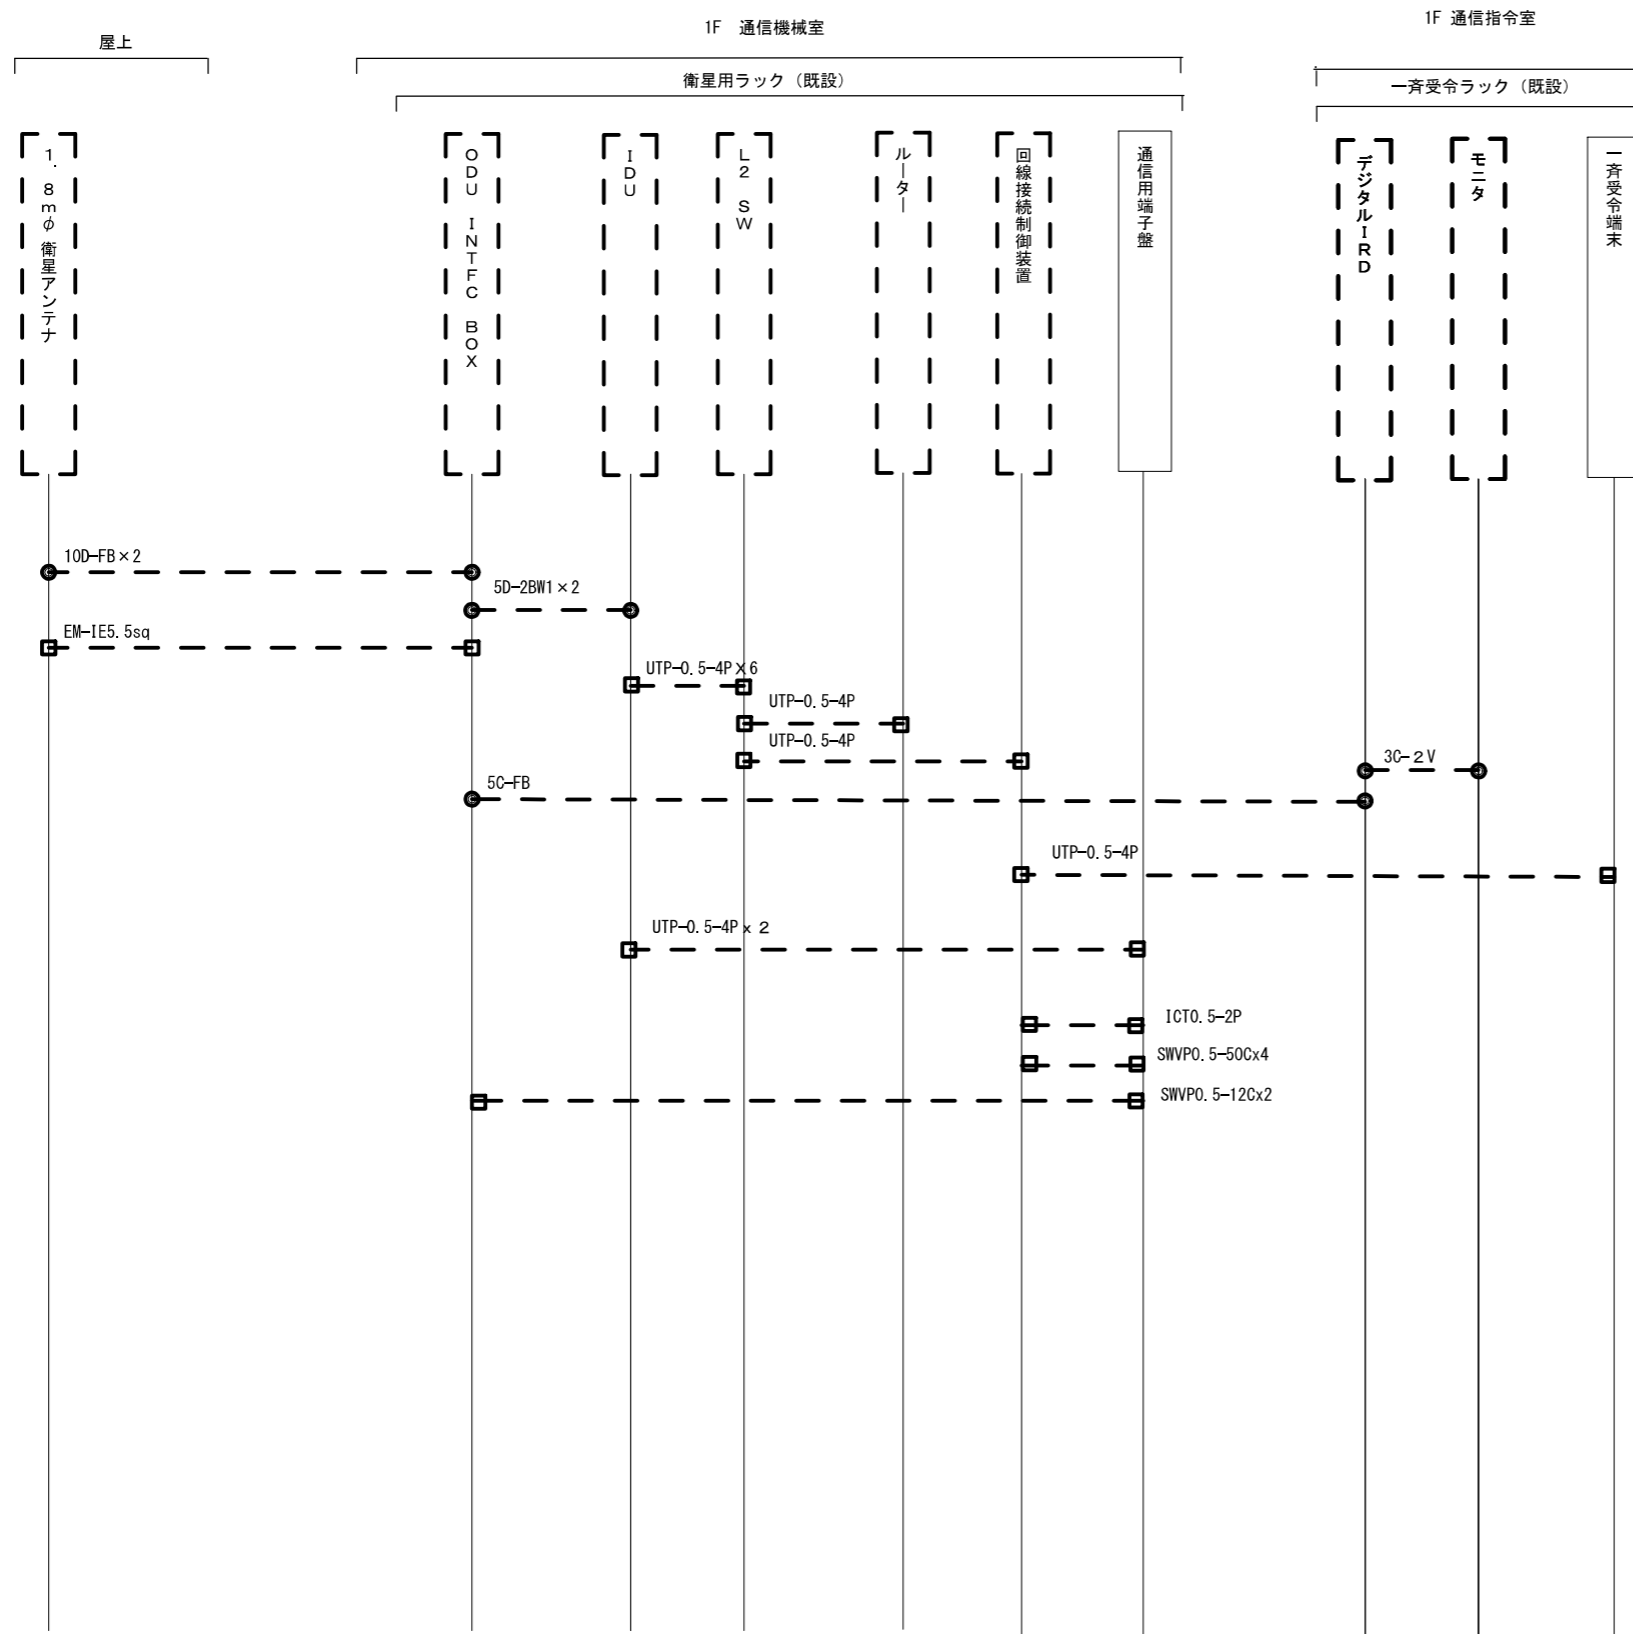 屋上
1F 通信機械室
1F 通信指令室
衛星用ラック（既設）
一斉受令ラック（既設）
1.8mφ衛星アンテナ
ODU INTFC BOX
IDU
L2 SW
ルーター
回線接続制御装置
通信用端子盤
デジタルIRD
モニタ
一斉受令端末
10D-FB×2
5D-2BW1×2
EM-IE5.5sq
UTP-0.5-4P×6
UTP-0.5-4P
UTP-0.5-4P
3C-2V
5C-FB
UTP-0.5-4P
UTP-0.5-4P×2
ICT0.5-2P
SWVP0.5-50Cx4
SWVP0.5-12Cx2